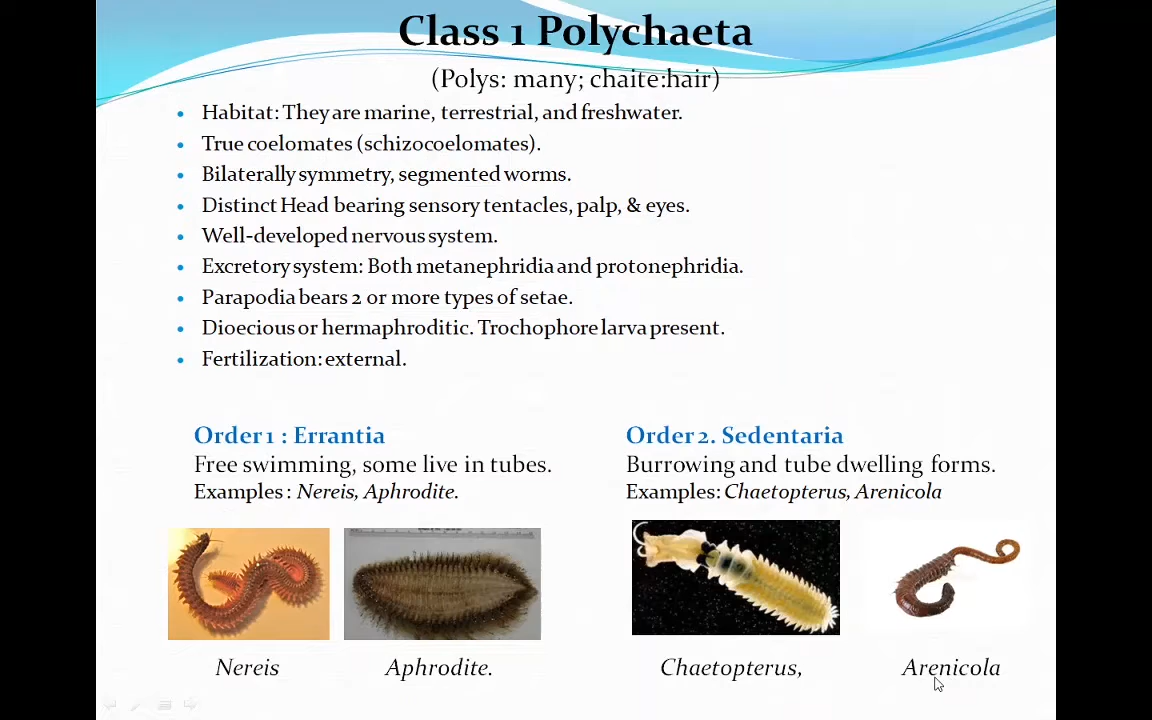 Class 1 Polychaeta
(Polys: many; chaite:hair)
• Habitat: They are marine, terrestrial, and freshwater.
• True coelomates (schizocoelomates).
• Bilaterally symmetry, segmented worms.
• Distinct Head bearing sensory tentacles, palp, & eyes.
• Well-developed nervous system.
• Excretory system: Both metanephridia and protonephridia.
• Parapodia bears 2 or more types of setae.
• Dioecious or hermaphroditic. Trochophore larva present.
• Fertilization: external.
Order 1 : Errantia
Free swimming, some live in tubes.
Examples : Nereis, Aphrodite.
Order 2. Sedentaria
Burrowing and tube dwelling forms.
Examples: Chaetopterus, Arenicola
Nereis
Aphrodite.
Chaetopterus,
Arenicola